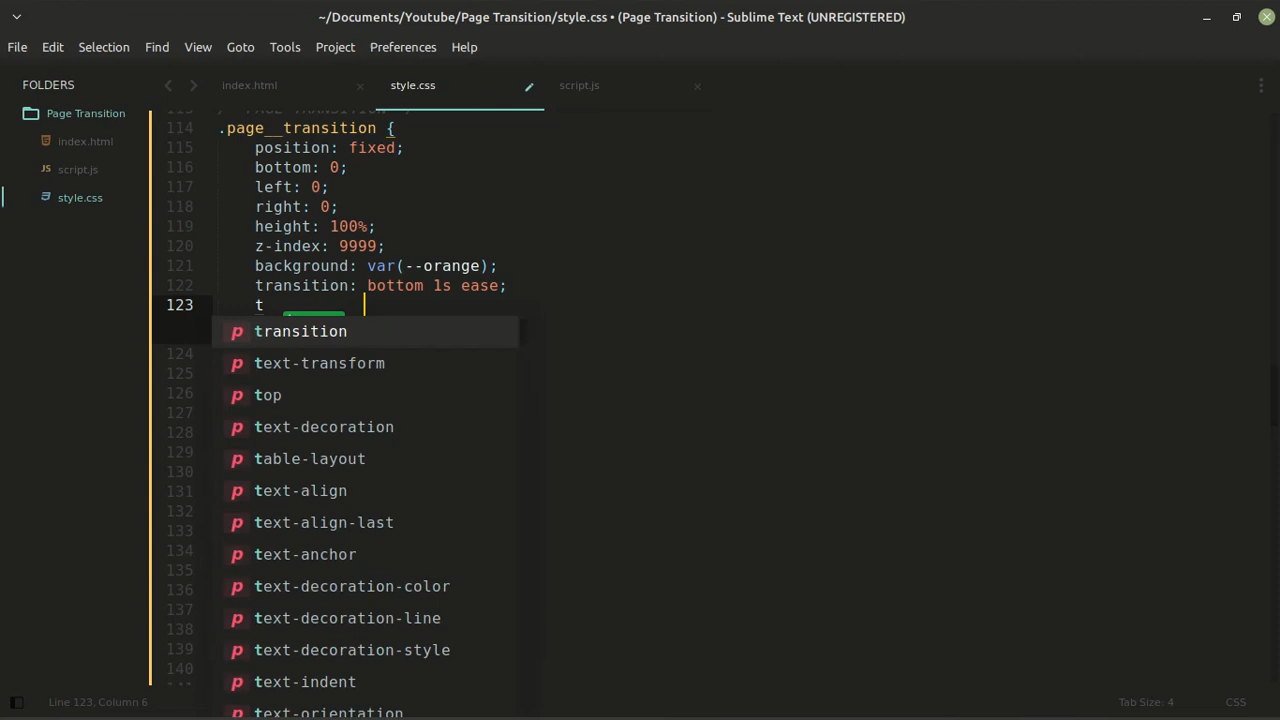 ~/Documents/Youtube/Page Transition/style.css • (Page Transition) - Sublime Text (UNREGISTERED)
File Edit Selection Find View Goto Tools Project Preferences Help
FOLDERS
index.html
style.css
script.js
Page Transition
index.html
script.js
style.css
114 .page__transition {
115 position: fixed;
116 bottom: 0;
117 left: 0;
118 right: 0;
119 height: 100%;
120 z-index: 9999;
121 background: var(--orange);
122 transition: bottom 1s ease;
123 t
p transition
p text-transform
p top
p text-decoration
p table-layout
p text-align
p text-align-last
p text-anchor
p text-decoration-color
p text-decoration-line
p text-decoration-style
p text-indent
p text-orientation
124
125
126
127
128
129
130
131
132
133
134
135
136
137
138
139
140
Line 123, Column 6
Tab Size: 4
CSS